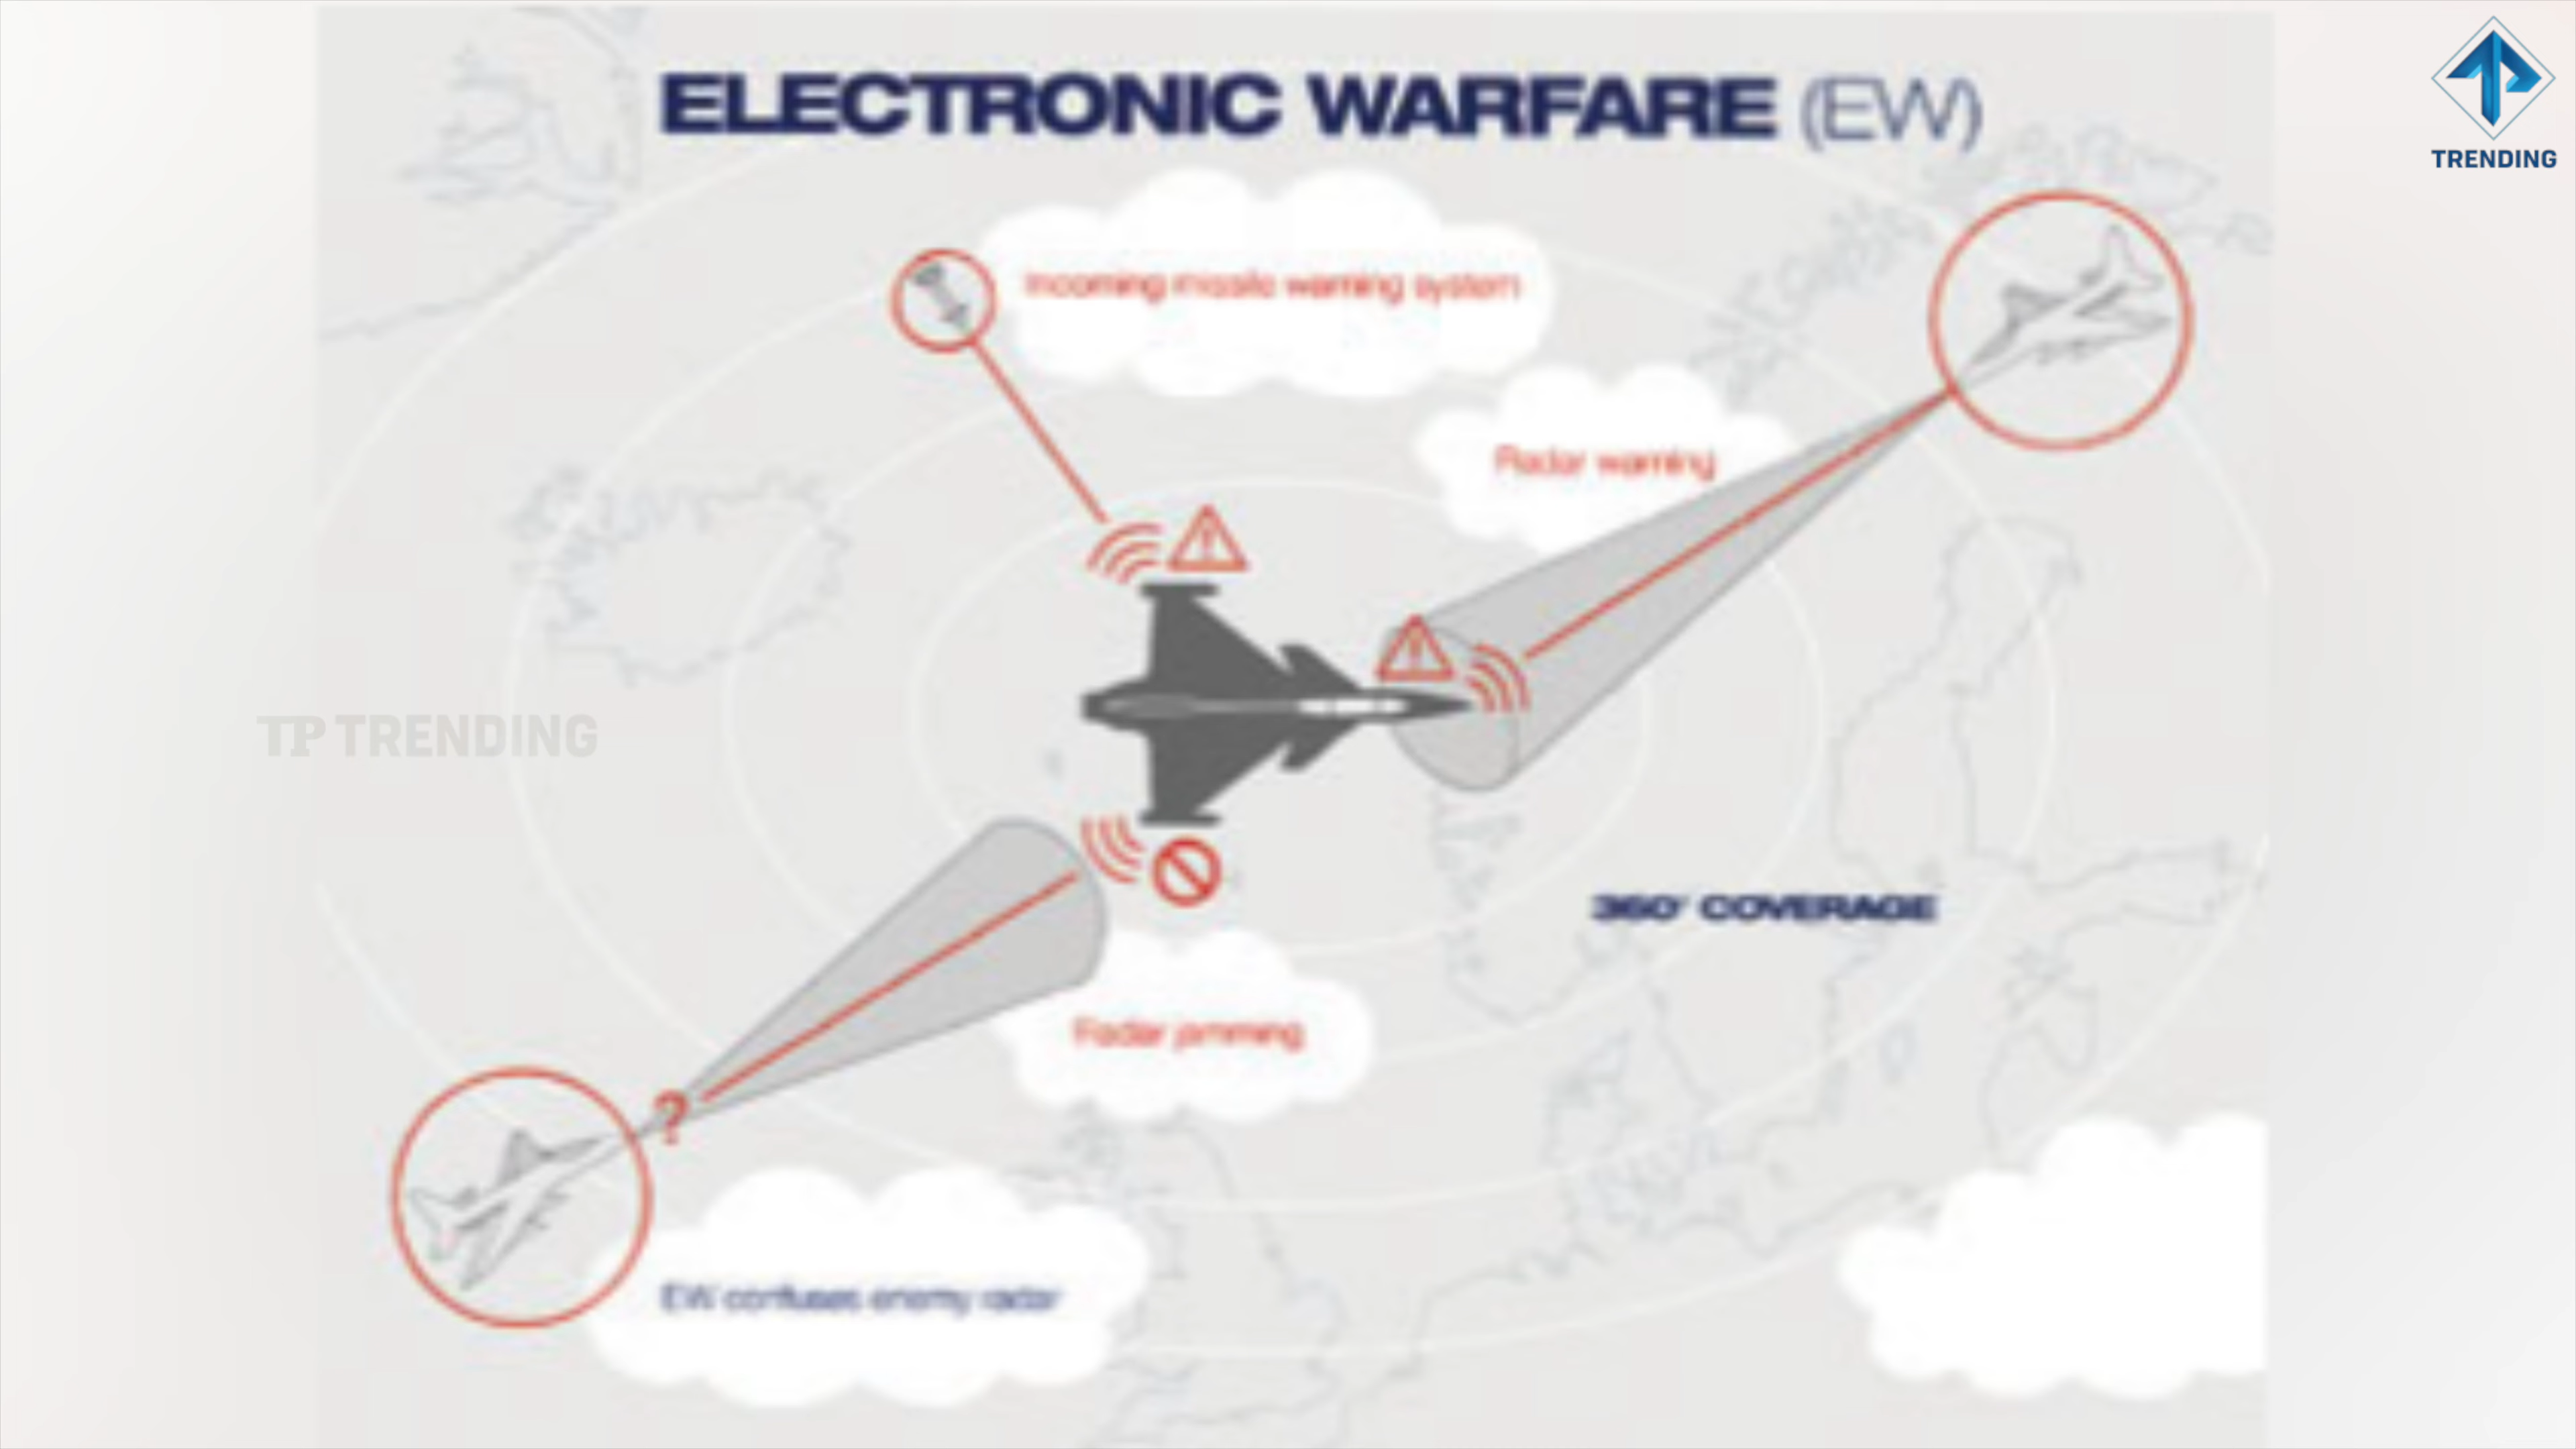 ELECTRONIC WARFARE (EW)
TRENDING
Incoming missile warning system
Radar warning
TP TRENDING
360° COVERAGE
Radar jamming
EW confuses enemy radar